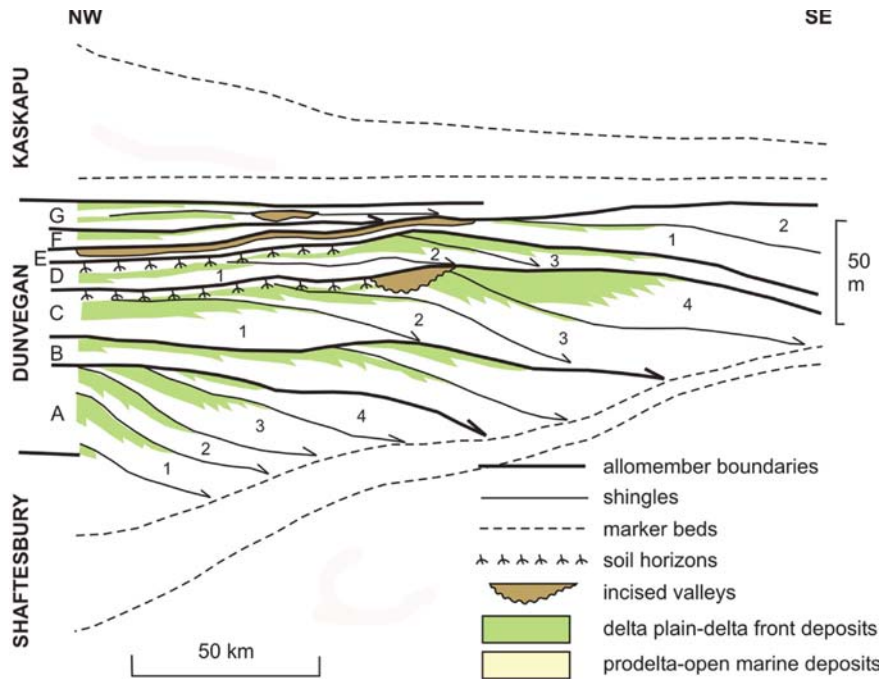 NW SE
KASKAPU
DUNVEGAN
SHAFTESBURY
G
F
E
D
C
B
A
1 2
2 3
1
4
1 2 3
1 2 3 4
50
m
allomember boundaries
shingles
marker beds
soil horizons
incised valleys
delta plain-delta front deposits
prodelta-open marine deposits
50 km